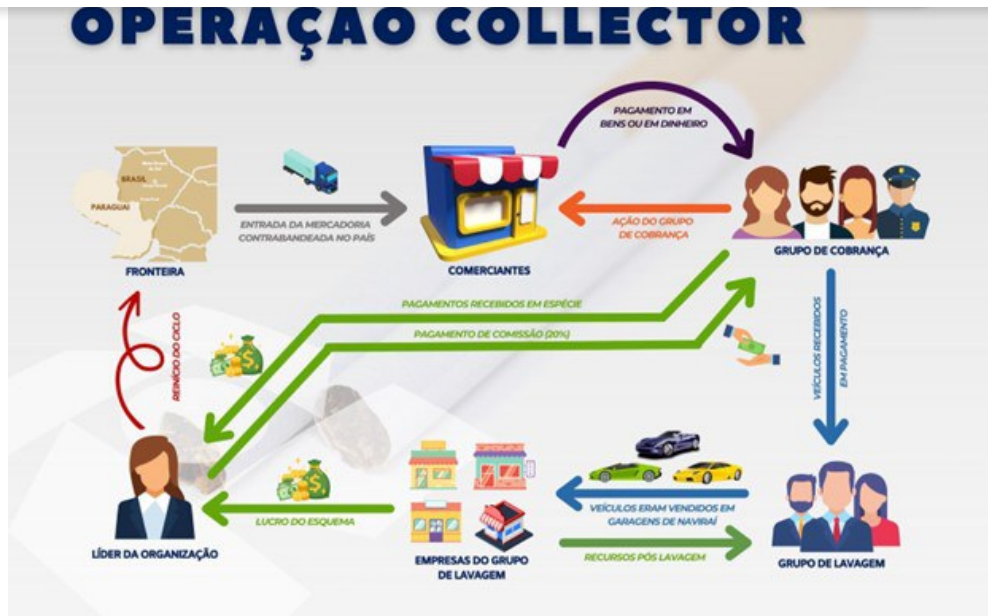 OPERAÇÃO COLLECTOR
PAGAMENTO EM
BENS OU EM DINHEIRO
BRASIL
PARAGUAI
ENTRADA DA MERCADORIA
CONTRABANDEADA NO PAÍS
AÇÃO DO GRUPO
DE COBRANÇA
FRONTEIRA
COMERCIANTES
GRUPO DE COBRANÇA
PAGAMENTOS RECEBIDOS EM ESPÉCIE
PAGAMENTO DE COMISSÃO (20%)
REINÍCIO DO CICLO
VEÍCULOS RECEBIDOS
EM PAGAMENTO
LUCRO DO ESQUEMA
VEÍCULOS ERAM VENDIDOS EM
GARAGENS DE NAVIRAÍ
LÍDER DA ORGANIZAÇÃO
EMPRESAS DO GRUPO
DE LAVAGEM
RECURSOS PÓS LAVAGEM
GRUPO DE LAVAGEM